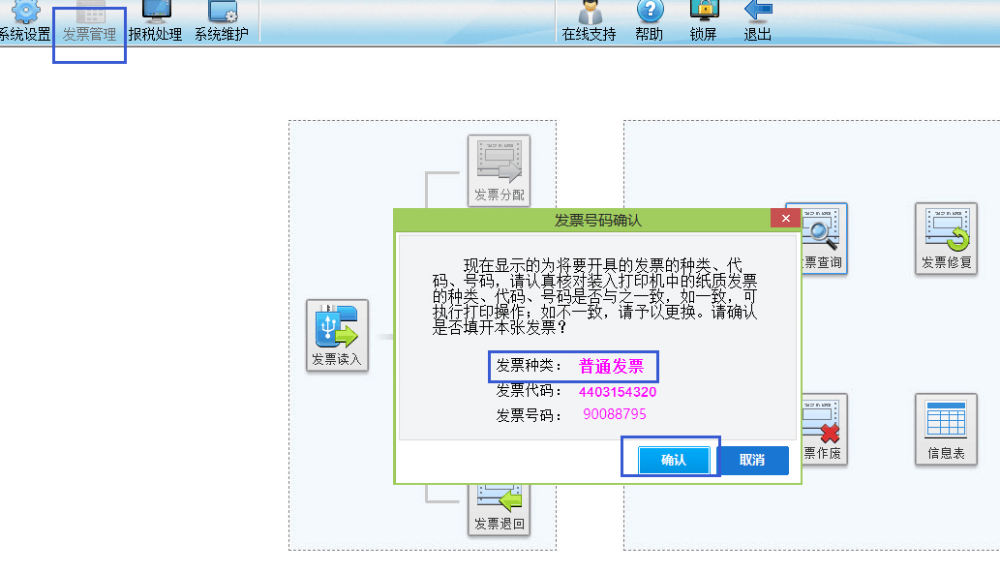 系统设置 发票管理 报税处理 系统维护 在线支持 帮助 锁屏 退出
发票分配
发票号码确认
现在显示的为将要开具的发票的种类、代
码、号码，请认真核对装入打印机中的纸质发票
的种类、代码、号码是否与之一致，如一致，可
执行打印操作；如不一致，请予以更换。请确认
是否填开本张发票？
发票种类： 普通发票
发票代码： 4403154320
发票号码： 90088795
确认 取消
票查询
发票修复
发票读入
票作废
信息表
发票退回